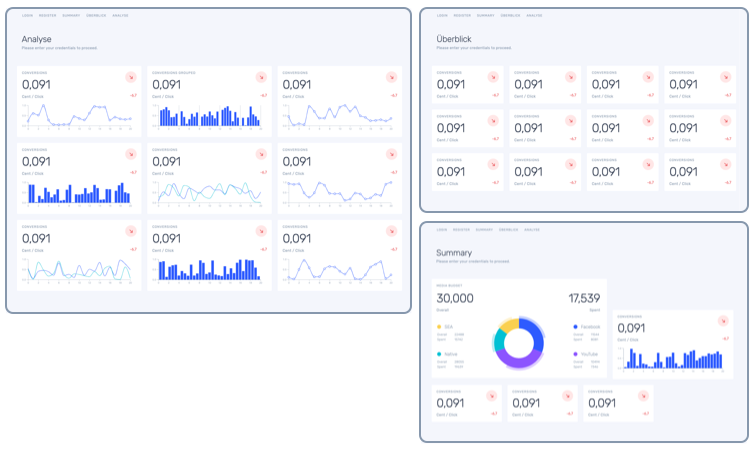 LOGIN REGISTER SUMMARY ÜBERBLICK ANALYSE
Analyse
Please enter your credentials to proceed.
CONVERSIONS
0,091
Cent / Click
-4,7
CONVERSIONS GROUPED
0,091
Cent / Click
-4,7
CONVERSIONS
0,091
Cent / Click
-4,7
CONVERSIONS
0,091
Cent / Click
-4,7
CONVERSIONS
0,091
Cent / Click
-4,7
CONVERSIONS
0,091
Cent / Click
-4,7
CONVERSIONS
0,091
Cent / Click
-4,7
CONVERSIONS
0,091
Cent / Click
-4,7
CONVERSIONS
0,091
Cent / Click
-4,7
LOGIN REGISTER SUMMARY ÜBERBLICK ANALYSE
Überblick
Please enter your credentials to proceed.
CONVERSIONS
0,091
Cent / Click
-4,7
CONVERSIONS
0,091
Cent / Click
-4,7
CONVERSIONS
0,091
Cent / Click
-4,7
CONVERSIONS
0,091
Cent / Click
-4,7
CONVERSIONS
0,091
Cent / Click
-4,7
CONVERSIONS
0,091
Cent / Click
-4,7
CONVERSIONS
0,091
Cent / Click
-4,7
CONVERSIONS
0,091
Cent / Click
-4,7
CONVERSIONS
0,091
Cent / Click
-4,7
CONVERSIONS
0,091
Cent / Click
-4,7
CONVERSIONS
0,091
Cent / Click
-4,7
CONVERSIONS
0,091
Cent / Click
-4,7
LOGIN REGISTER SUMMARY ÜBERBLICK ANALYSE
Summary
Please enter your credentials to proceed.
MEDIA BUDGET
30,000
Overall
17,539
Spent
SEA
Overall
Spent
Native
Overall
Spent
Facebook
Overall
Spent
YouTube
Overall
Spent
CONVERSIONS
0,091
Cent / Click
-4,7
CONVERSIONS
0,091
Cent / Click
-4,7
CONVERSIONS
0,091
Cent / Click
-4,7
CONVERSIONS
0,091
Cent / Click
-4,7